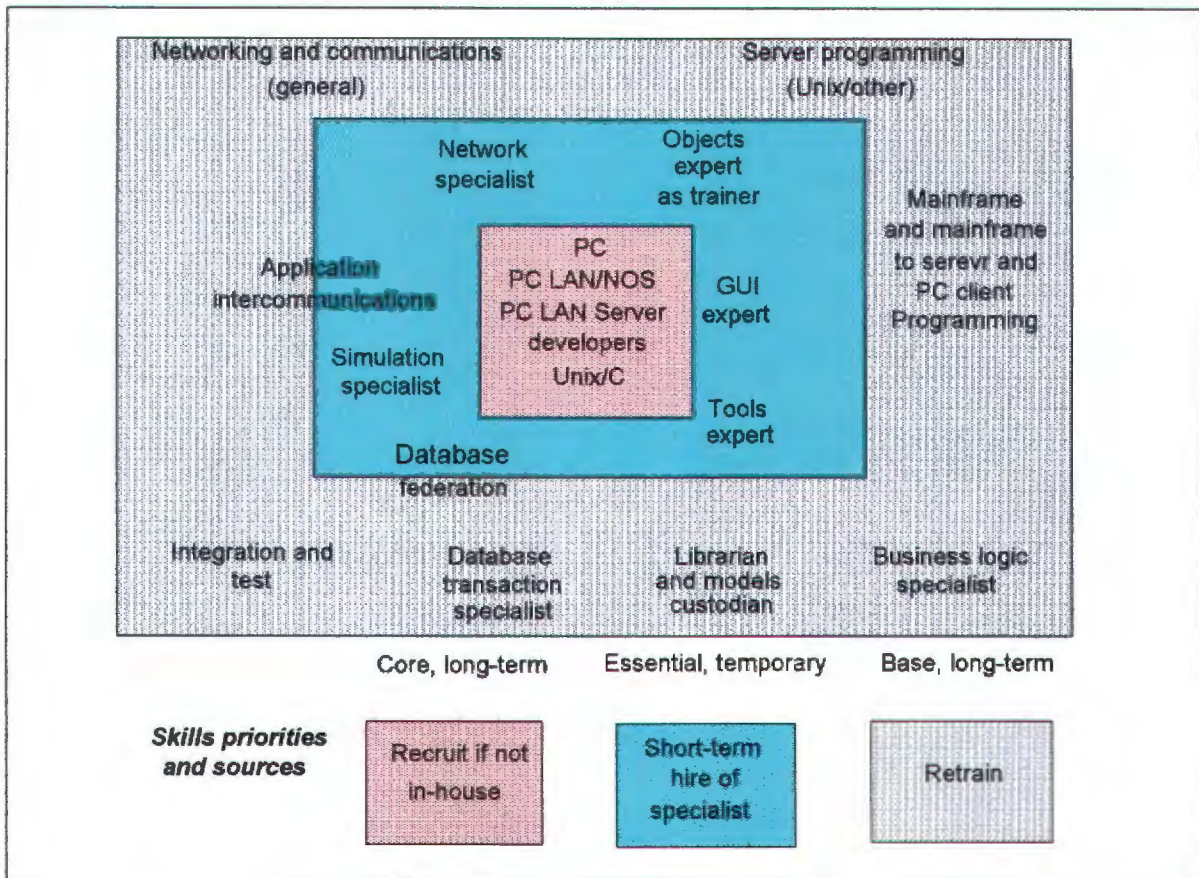 Networking and communications
(general)
Server programming
(Unix/other)
Network
specialist
Objects
expert
as trainer
Mainframe
and mainframe
to serevr and
PC client
Programming
Application
intercommunications
PC
PC LAN/NOS
PC LAN Server
developers
Unix/C
GUI
expert
Simulation
specialist
Tools
expert
Database
federation
Integration and
test
Database
transaction
specialist
Librarian
and models
custodian
Business logic
specialist
Core, long-term
Essential, temporary
Base, long-term
Skills priorities
and sources
Recruit if not
in-house
Short-term
hire of
specialist
Retrain